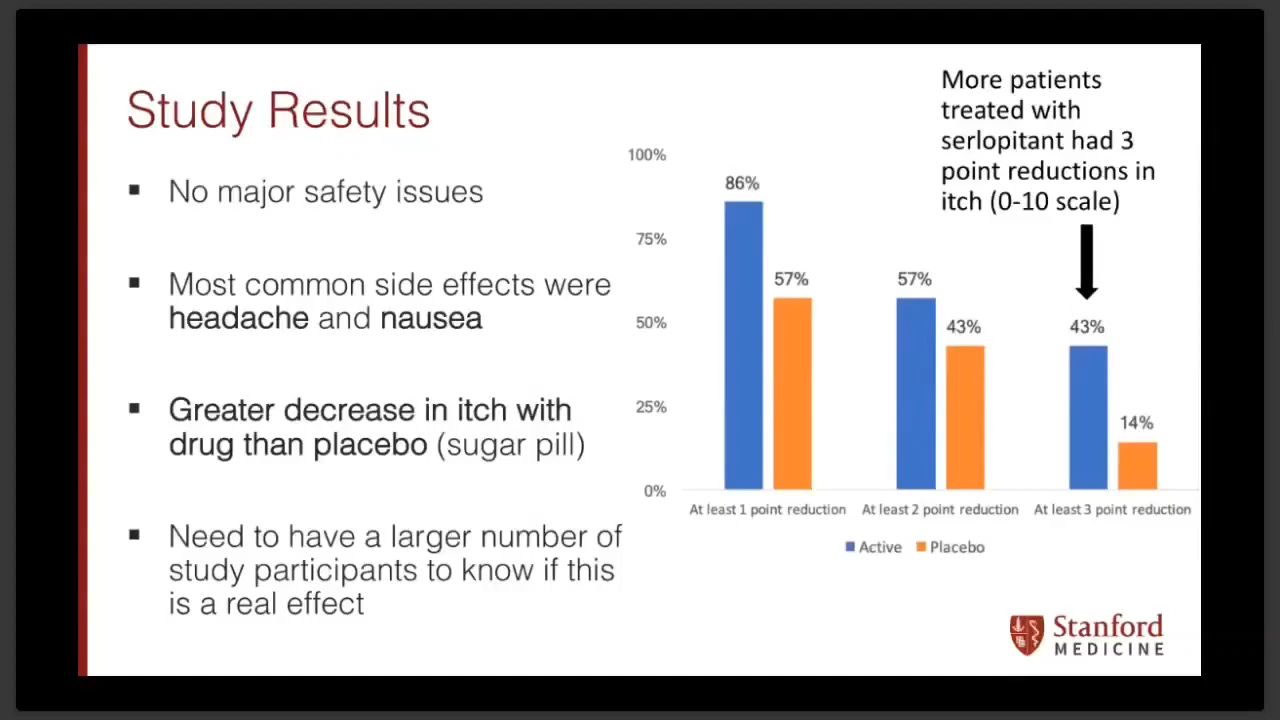 Study Results
▪ No major safety issues
▪ Most common side effects were
headache and nausea
▪ Greater decrease in itch with
drug than placebo (sugar pill)
▪ Need to have a larger number of
study participants to know if this
is a real effect
More patients
treated with
serlopitant had 3
point reductions in
itch (0-10 scale)
100%
75%
50%
25%
0%
86%
57%
57%
43%
43%
14%
At least 1 point reduction
At least 2 point reduction
At least 3 point reduction
Active
Placebo
Stanford
MEDICINE